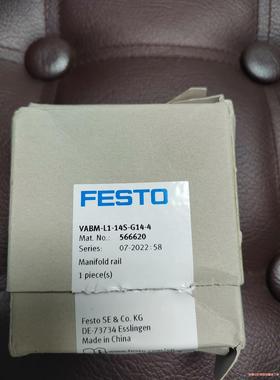 FESTO
VABM-L1-14S-G14-4
Mat. No.: 566620
Series: 07-2022:58
Manifold rail
1 piece(s)
Festo SE & Co. KG
DE-73734 Esslingen
Made in China